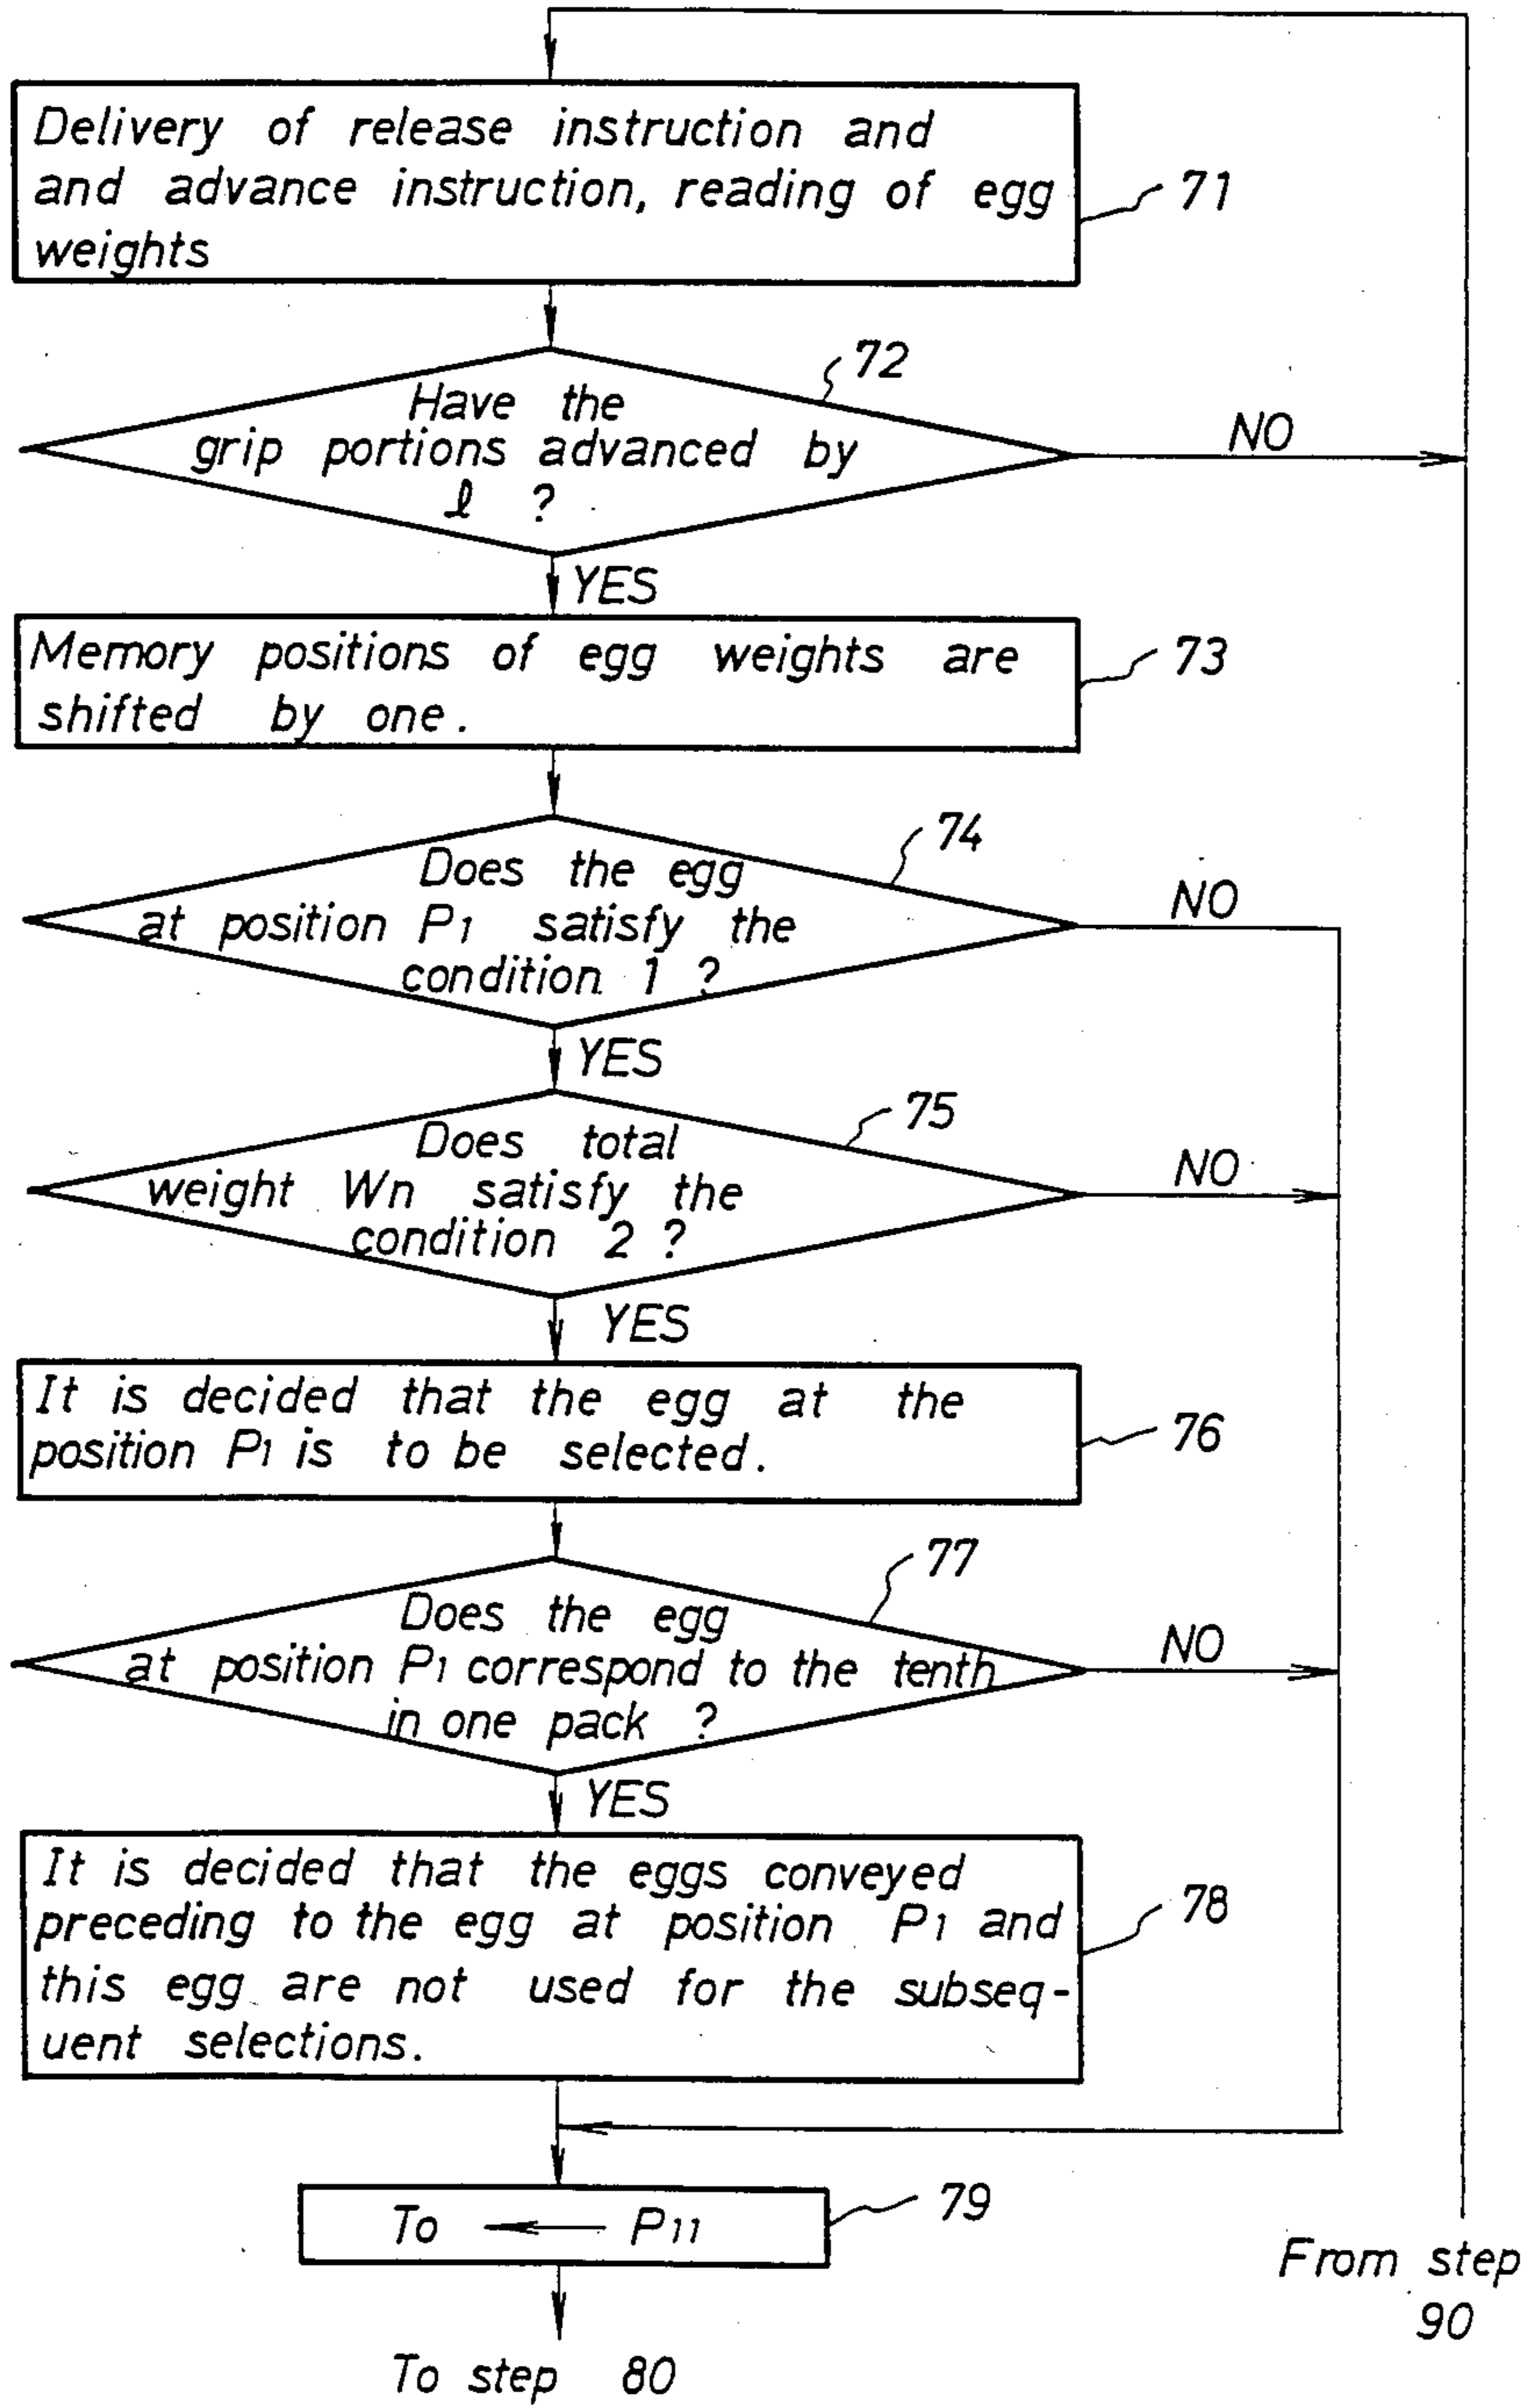 Delivery of release instruction and
and advance instruction, reading of egg
weights
71
72
Have the
grip portions advanced by
l ?
NO
YES
Memory positions of egg weights are
shifted by one.
73
74
Does the egg
at position P1 satisfy the
condition 1 ?
NO
YES
75
Does total
weight Wn satisfy the
condition 2 ?
NO
YES
It is decided that the egg at the
position P1 is to be selected.
76
77
Does the egg
at position P1 correspond to the tenth
in one pack ?
NO
YES
It is decided that the eggs conveyed
preceding to the egg at position P1 and
this egg are not used for the subseq-
uent selections.
78
79
To ← P11
From step
90
To step 80